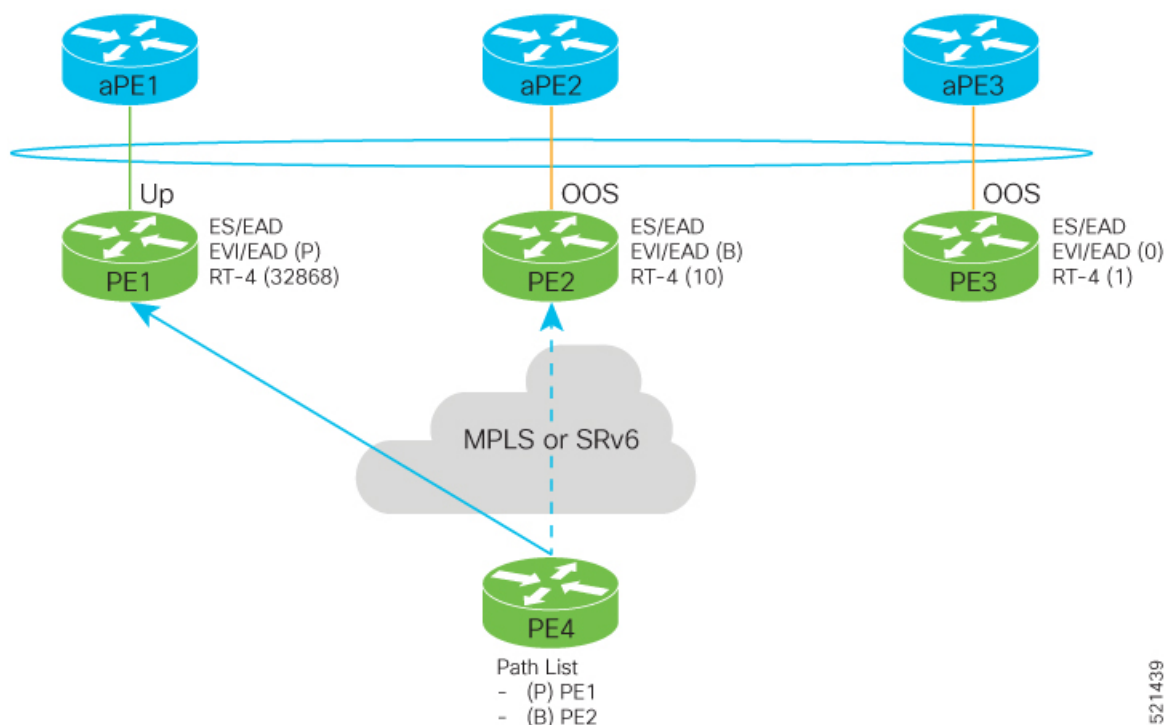 aPE1
aPE2
aPE3
Up
OOS
OOS
PE1
ES/EAD
EVI/EAD (P)
RT-4 (32868)
PE2
ES/EAD
EVI/EAD (B)
RT-4 (10)
PE3
ES/EAD
EVI/EAD (0)
RT-4 (1)
MPLS or SRv6
PE4
Path List
- (P) PE1
- (B) PE2
521439